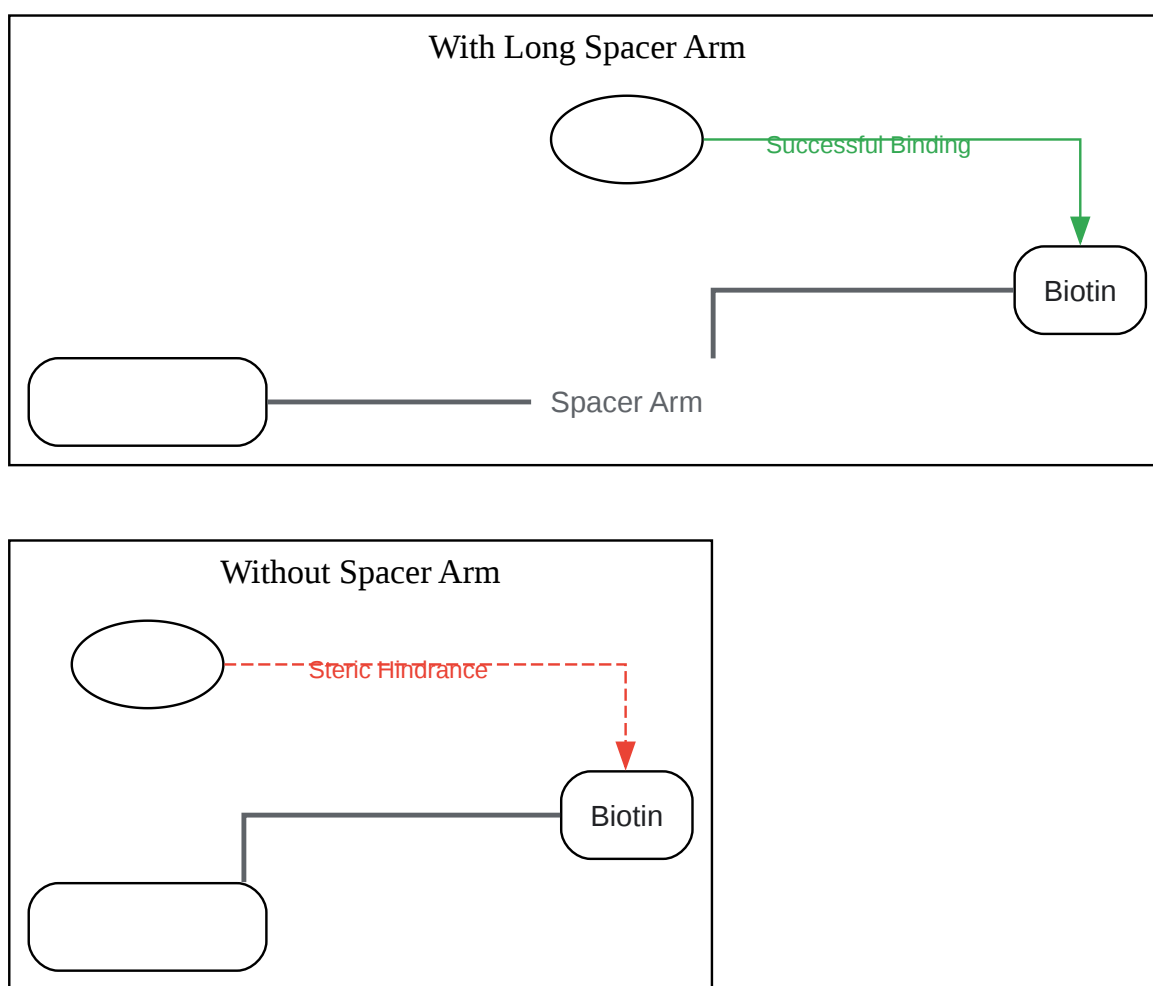 With Long Spacer Arm
Successful Binding
Biotin
Spacer Arm
Without Spacer Arm
Steric Hindrance
Biotin